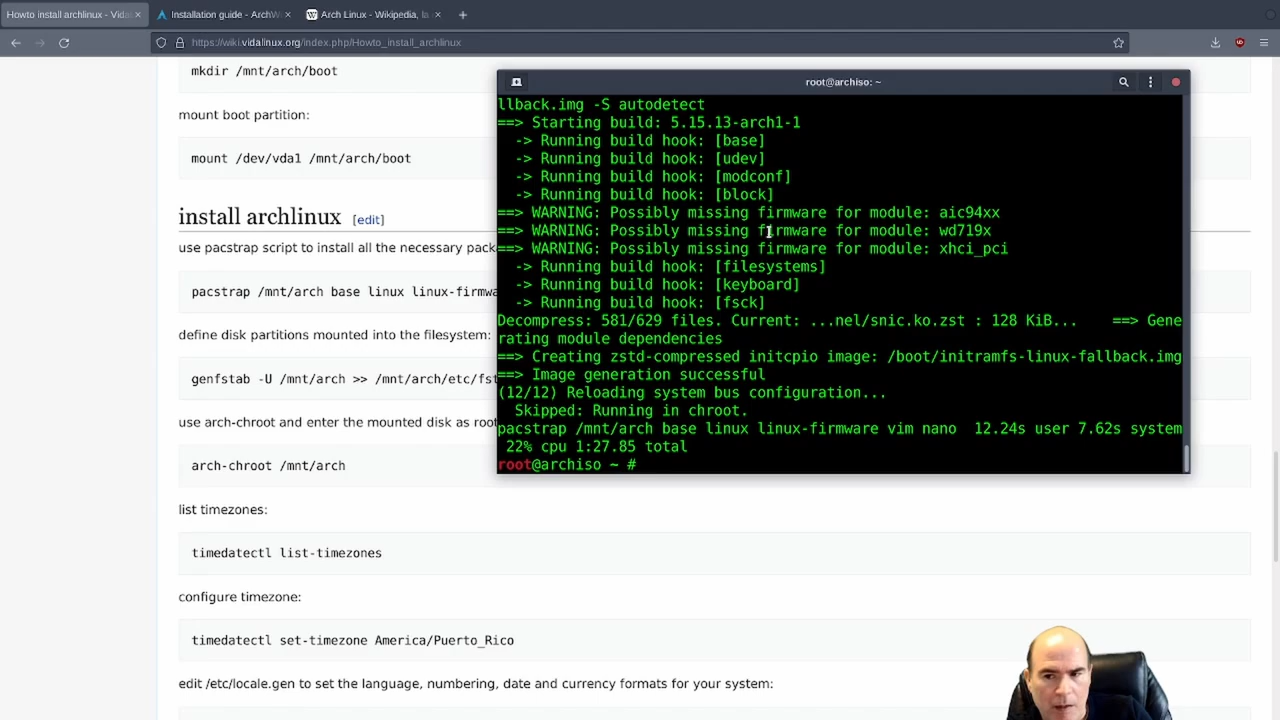 Howto install archlinux - Vidal
Installation guide - ArchW
Arch Linux - Wikipedia, la
https://wiki.vidalinux.org/index.php/Howto_install_archlinux
mkdir /mnt/arch/boot
mount boot partition:
mount /dev/vda1 /mnt/arch/boot
install archlinux [edit]
use pacstrap script to install all the necessary pack
pacstrap /mnt/arch base linux linux-firmwa
define disk partitions mounted into the filesystem:
genfstab -U /mnt/arch >> /mnt/arch/etc/fst
use arch-chroot and enter the mounted disk as root
arch-chroot /mnt/arch
list timezones:
timedatectl list-timezones
configure timezone:
timedatectl set-timezone America/Puerto_Rico
edit /etc/locale.gen to set the language, numbering, date and currency formats for your system:
root@archiso: ~
llback.img -S autodetect
==> Starting build: 5.15.13-arch1-1
-> Running build hook: [base]
-> Running build hook: [udev]
-> Running build hook: [modconf]
-> Running build hook: [block]
==> WARNING: Possibly missing firmware for module: aic94xx
==> WARNING: Possibly missing firmware for module: wd719x
==> WARNING: Possibly missing firmware for module: xhci_pci
-> Running build hook: [filesystems]
-> Running build hook: [keyboard]
-> Running build hook: [fsck]
Decompress: 581/629 files. Current: ...nel/snic.ko.zst : 128 KiB... ==> Gene
rating module dependencies
==> Creating zstd-compressed initcpio image: /boot/initramfs-linux-fallback.img
==> Image generation successful
(12/12) Reloading system bus configuration...
Skipped: Running in chroot.
pacstrap /mnt/arch base linux linux-firmware vim nano 12.24s user 7.62s system
22% cpu 1:27.85 total
root@archiso ~ #